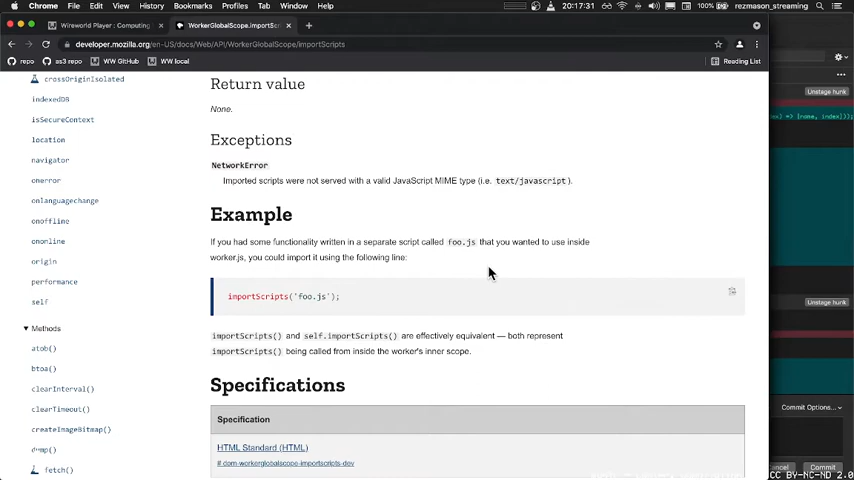 Chrome File Edit View History Bookmarks Profiles Tab Window Help 100% rezmason_streaming 20:17:31
Wireworld Player : Computing
WorkerGlobalScope.importScri
developer.mozilla.org/en-US/docs/Web/API/WorkerGlobalScope/importScripts
repo as3 repo WW GitHub WW local Reading List
crossOriginIsolated
indexedDB
isSecureContext
location
navigator
onerror
onlanguagechange
onoffline
ononline
origin
performance
self
Methods
atob()
btoa()
clearInterval()
clearTimeout()
createImageBitmap()
dump()
fetch()
Return value
None.
Exceptions
NetworkError
Imported scripts were not served with a valid JavaScript MIME type (i.e. text/javascript).
Example
If you had some functionality written in a separate script called foo.js that you wanted to use inside
worker.js, you could import it using the following line:
importScripts('foo.js');
importScripts() and self.importScripts() are effectively equivalent — both represent
importScripts() being called from inside the worker's inner scope.
Specifications
Specification
HTML Standard (HTML)
# dom-workerglobalscope-importscripts-dev
Unstage hunk
) => [name, index]));
Unstage hunk
Commit Options...
Commit
CC BY-NC-ND 2.0